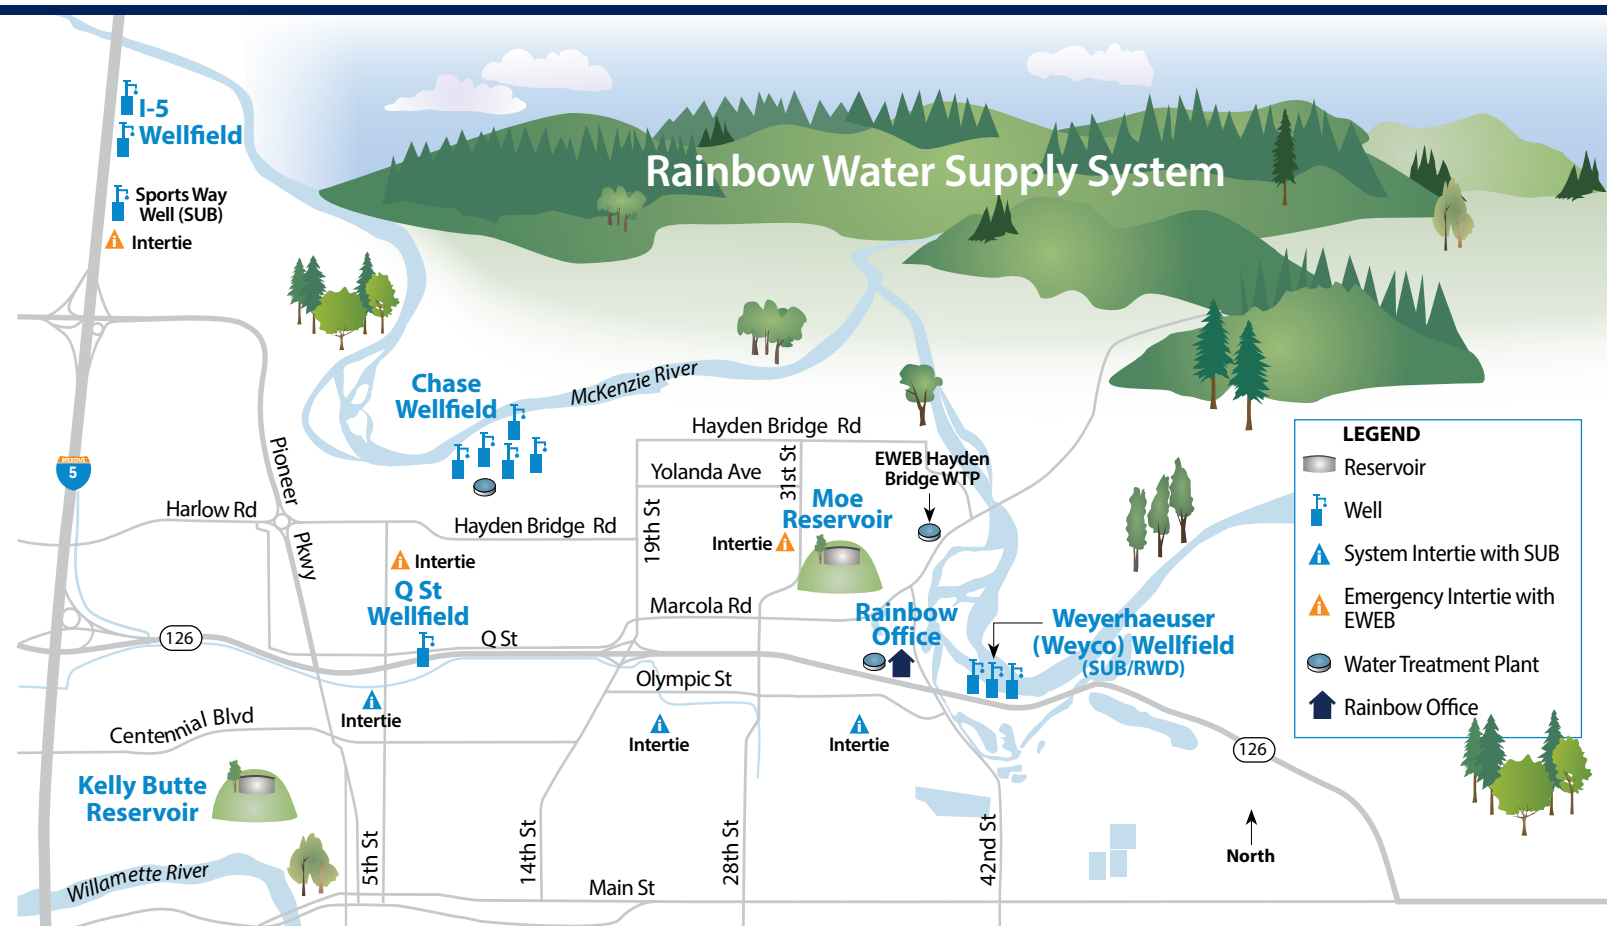 Rainbow Water Supply System
I-5
Wellfield
Sports Way
Well (SUB)
Intertie
INTERSTATE
5
Pioneer
Pkwy
Harlow Rd
Chase
Wellfield
McKenzie River
Hayden Bridge Rd
Yolanda Ave
31st St
19th St
EWEB Hayden
Bridge WTP
Moe
Reservoir
Intertie
Hayden Bridge Rd
Intertie
Q St
Wellfield
Q St
126
Marcola Rd
Rainbow
Office
Weyerhaeuser
(Weyco) Wellfield
(SUB/RWD)
Olympic St
Intertie
Intertie
Intertie
Centennial Blvd
Kelly Butte
Reservoir
Willamette River
5th St
14th St
28th St
42nd St
Main St
126
North
LEGEND
Reservoir
Well
System Intertie with SUB
Emergency Intertie with
EWEB
Water Treatment Plant
Rainbow Office